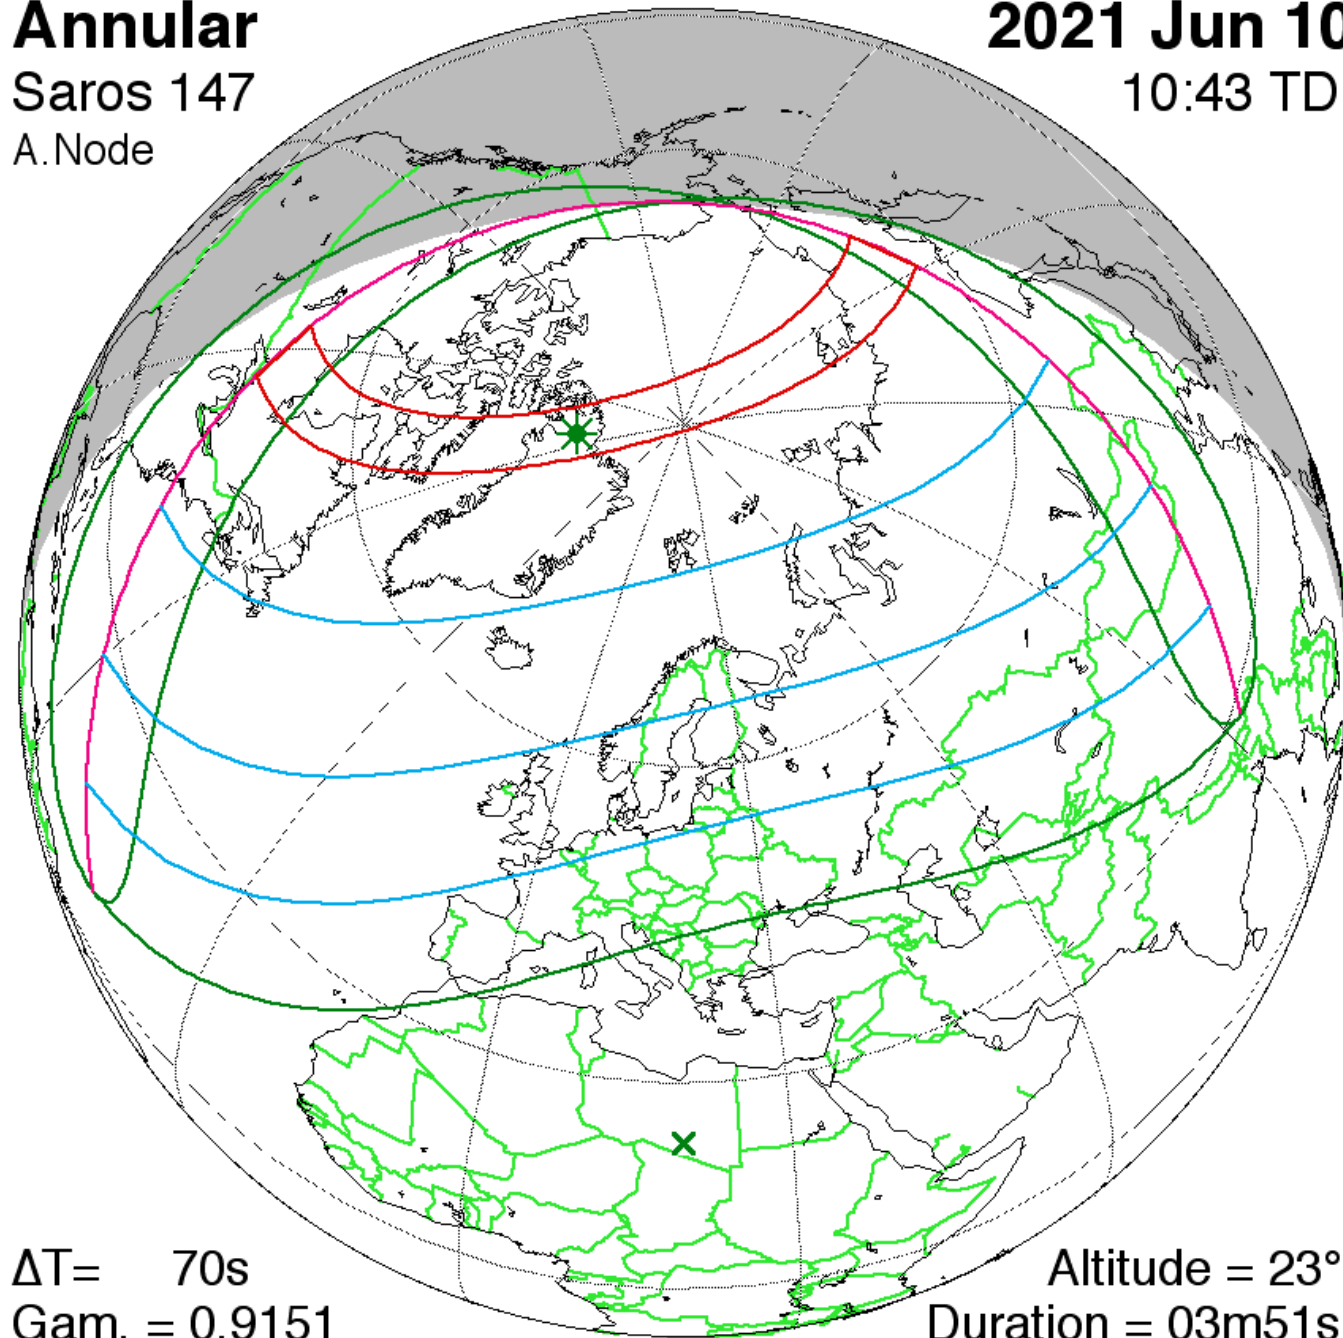 Annular
Saros 147
A.Node
2021 Jun 10
10:43 TD
ΔT= 70s
Gam. = 0.9151
Altitude = 23°
Duration = 03m51s